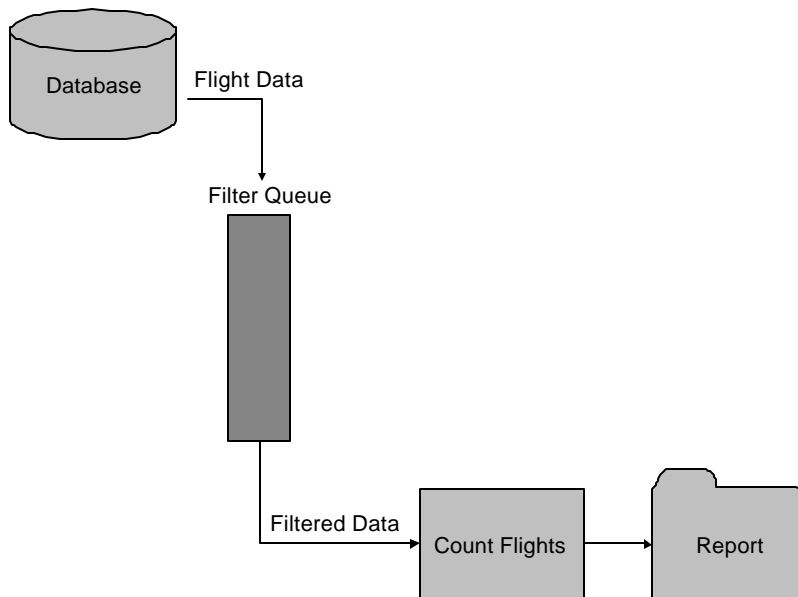 Database
Flight Data
Filter Queue
Filtered Data
Count Flights
Report